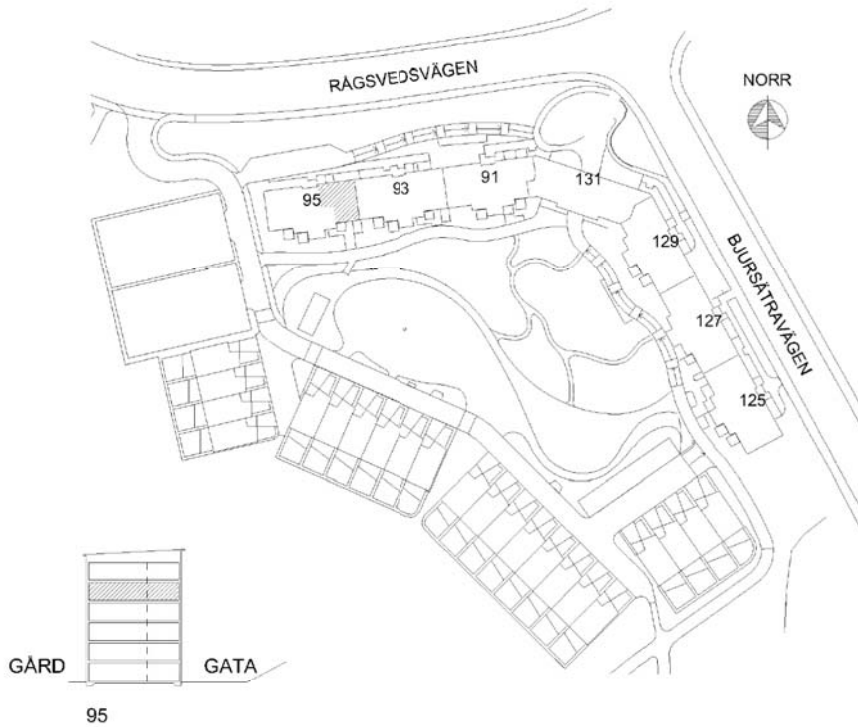 RÅGSVEDSVÄGEN
NORR
95
93
91
131
129
127
125
BJURSÄTRAVÄGEN
GÅRD
GATA
95